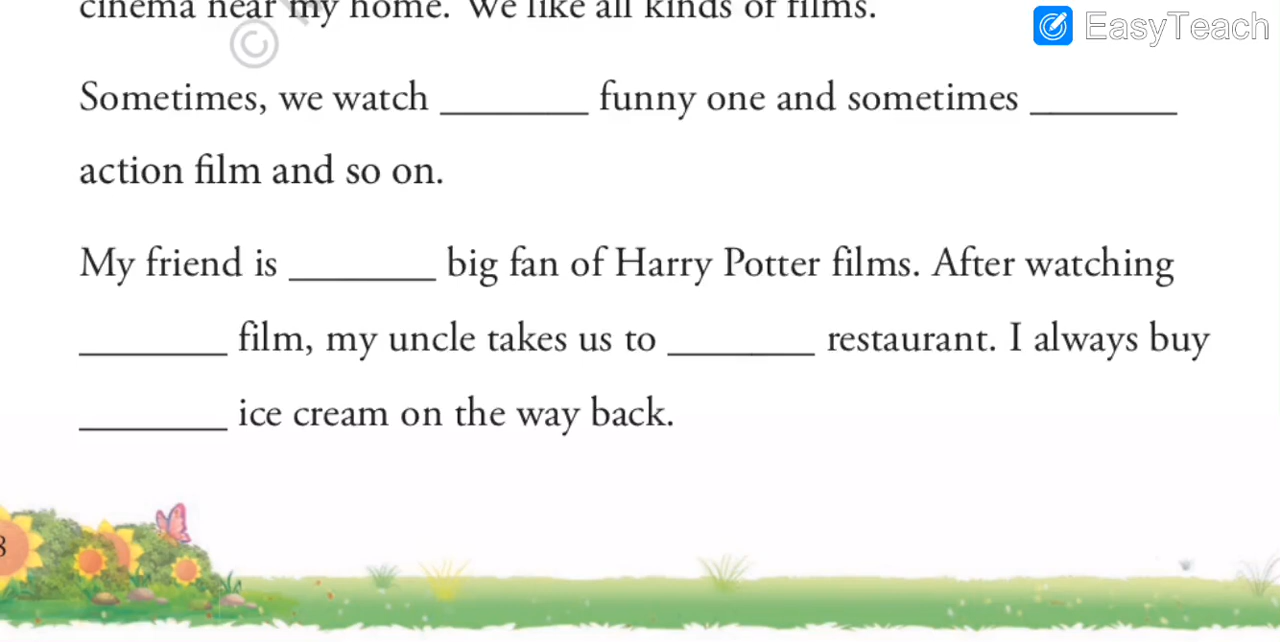 cinema near my home. We like all kinds of films.
EasyTeach
©
Sometimes, we watch ________ funny one and sometimes ________
action film and so on.
My friend is ________ big fan of Harry Potter films. After watching
________ film, my uncle takes us to ________ restaurant. I always buy
________ ice cream on the way back.